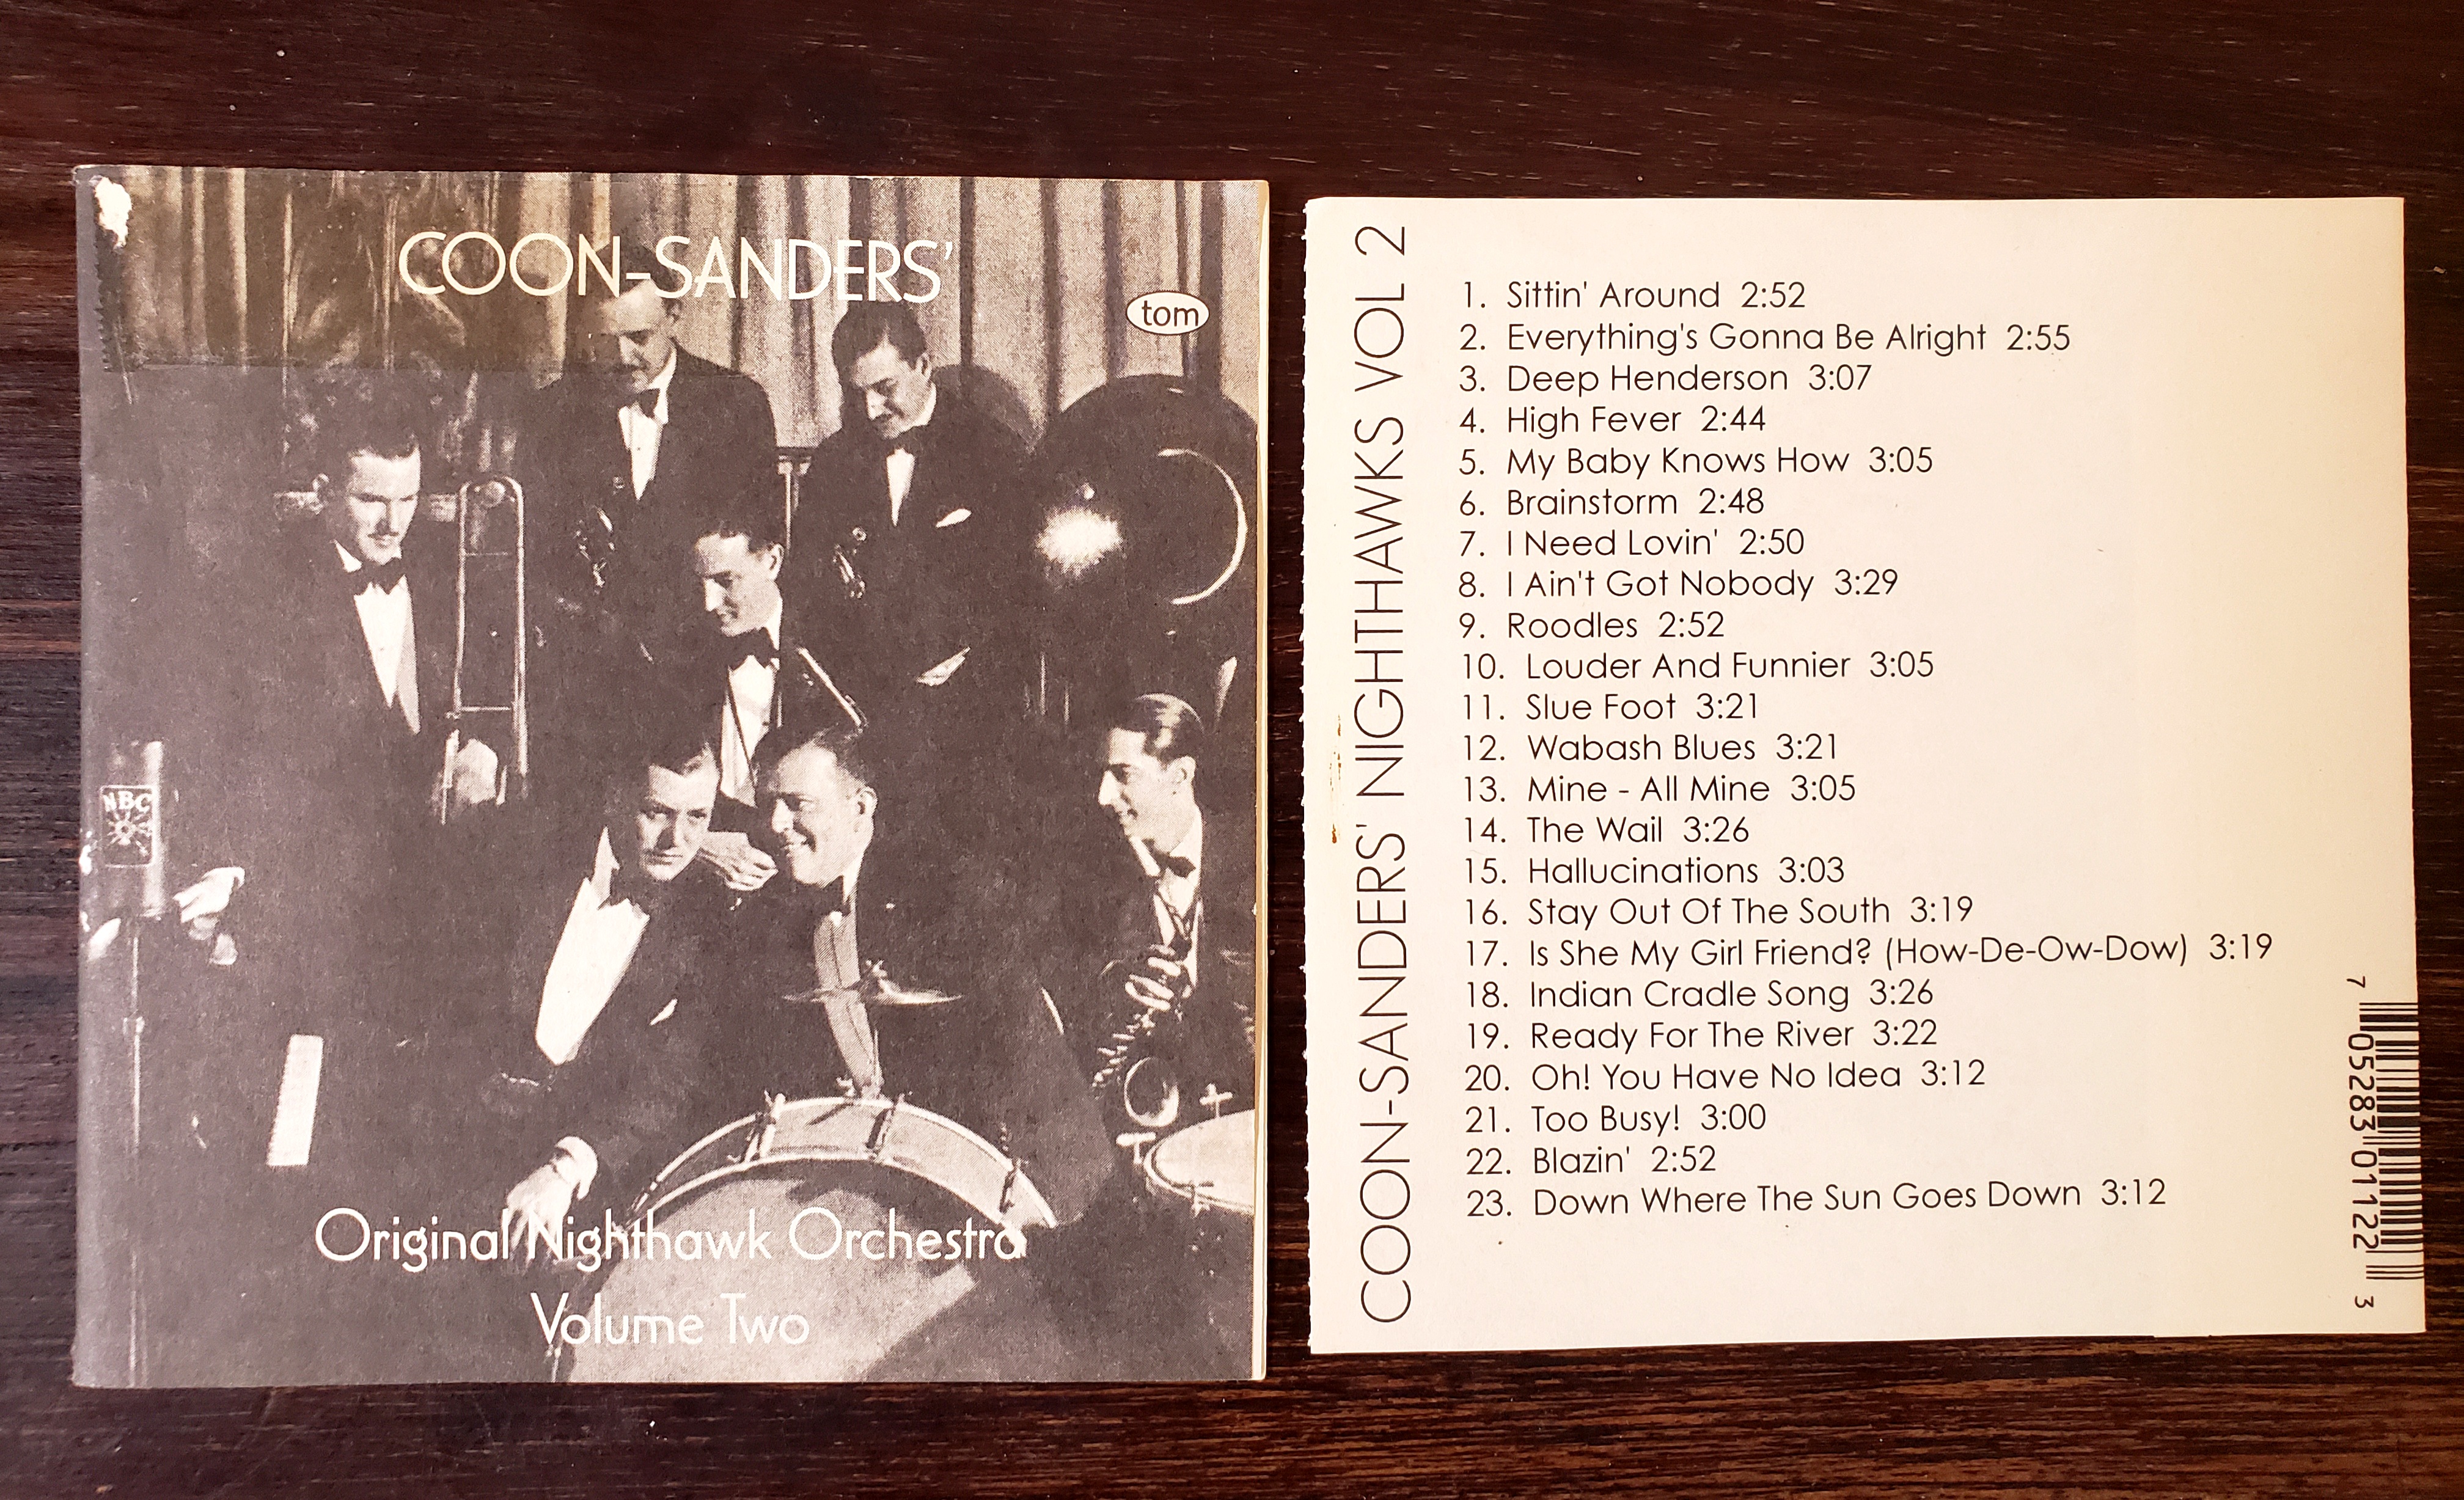 COON-SANDERS'
tom
NBC
Original Nighthawk Orchestra
Volume Two
COON-SANDERS' NIGHTHAWKS VOL 2
1. Sittin' Around 2:52
2. Everything's Gonna Be Alright 2:55
3. Deep Henderson 3:07
4. High Fever 2:44
5. My Baby Knows How 3:05
6. Brainstorm 2:48
7. I Need Lovin' 2:50
8. I Ain't Got Nobody 3:29
9. Roodles 2:52
10. Louder And Funnier 3:05
11. Slue Foot 3:21
12. Wabash Blues 3:21
13. Mine - All Mine 3:05
14. The Wail 3:26
15. Hallucinations 3:03
16. Stay Out Of The South 3:19
17. Is She My Girl Friend? (How-De-Ow-Dow) 3:19
18. Indian Cradle Song 3:26
19. Ready For The River 3:22
20. Oh! You Have No Idea 3:12
21. Too Busy! 3:00
22. Blazin' 2:52
23. Down Where The Sun Goes Down 3:12
7 05283 01122 3